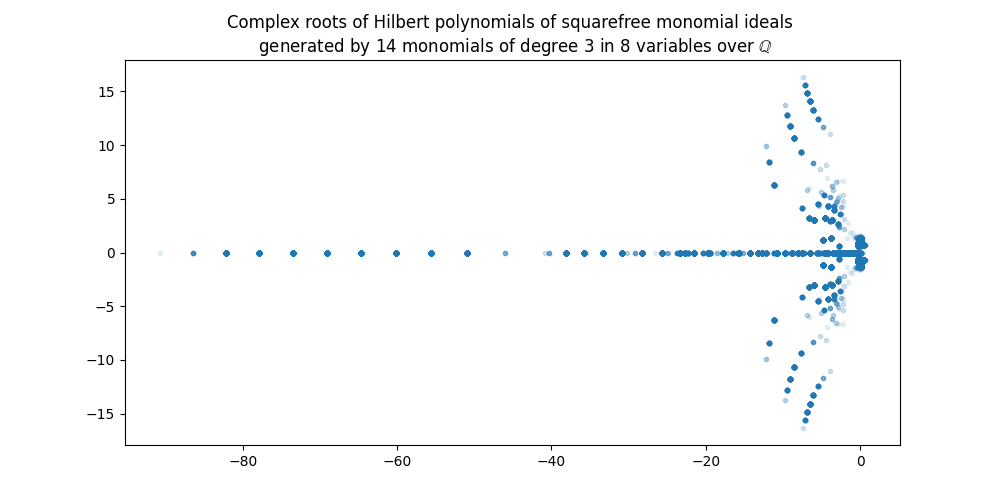 Complex roots of Hilbert polynomials of squarefree monomial ideals
generated by 14 monomials of degree 3 in 8 variables over ℚ
15
10
5
0
−5
−10
−15
−80 −60 −40 −20 0